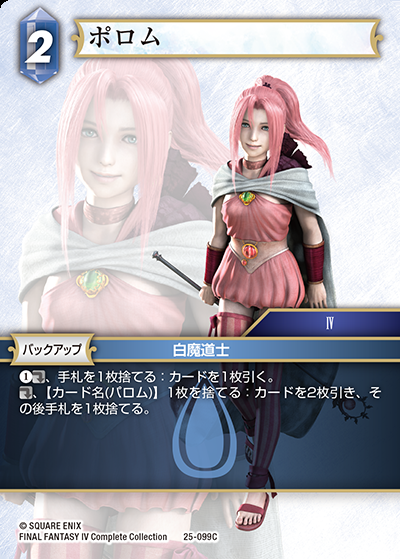 2
ポロム
IV
バックアップ
白魔道士
❶、手札を1枚捨てる：カードを1枚引く。
、【カード名(パロム)】 1枚を捨てる：カードを2枚引き、そ
の後手札を1枚捨てる。
© SQUARE ENIX
FINAL FANTASY IV Complete Collection 25-099C